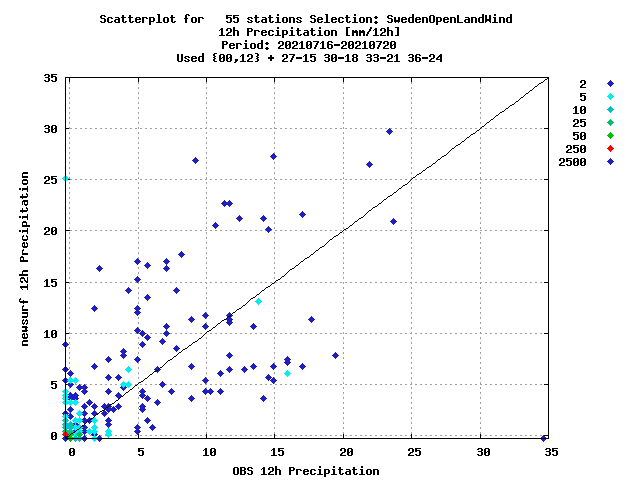 Scatterplot for 55 stations Selection: SwedenOpenLandWind
12h Precipitation [mm/12h]
Period: 20210716-20210720
Used {00,12} + 27-15 30-18 33-21 36-24
35
30
25
20
15
10
5
0
newsurf 12h Precipitation
0 5 10 15 20 25 30 35
OBS 12h Precipitation
2
5
10
25
50
250
2500